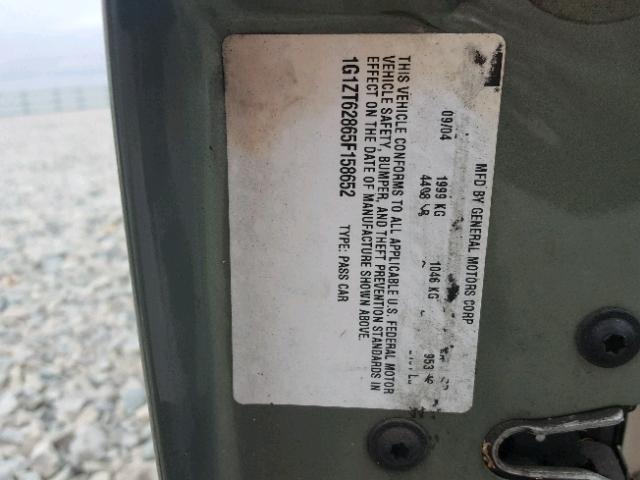 MFD BY GENERAL MOTORS CORP
09/04 1999 KG 1046 KG 953
4408
THIS VEHICLE CONFORMS TO ALL APPLICABLE U.S. FEDERAL MOTOR
VEHICLE SAFETY, BUMPER, AND THEFT PREVENTION STANDARDS IN
EFFECT ON THE DATE OF MANUFACTURE SHOWN ABOVE.
1G1ZT62865F158652 TYPE: PASS CAR